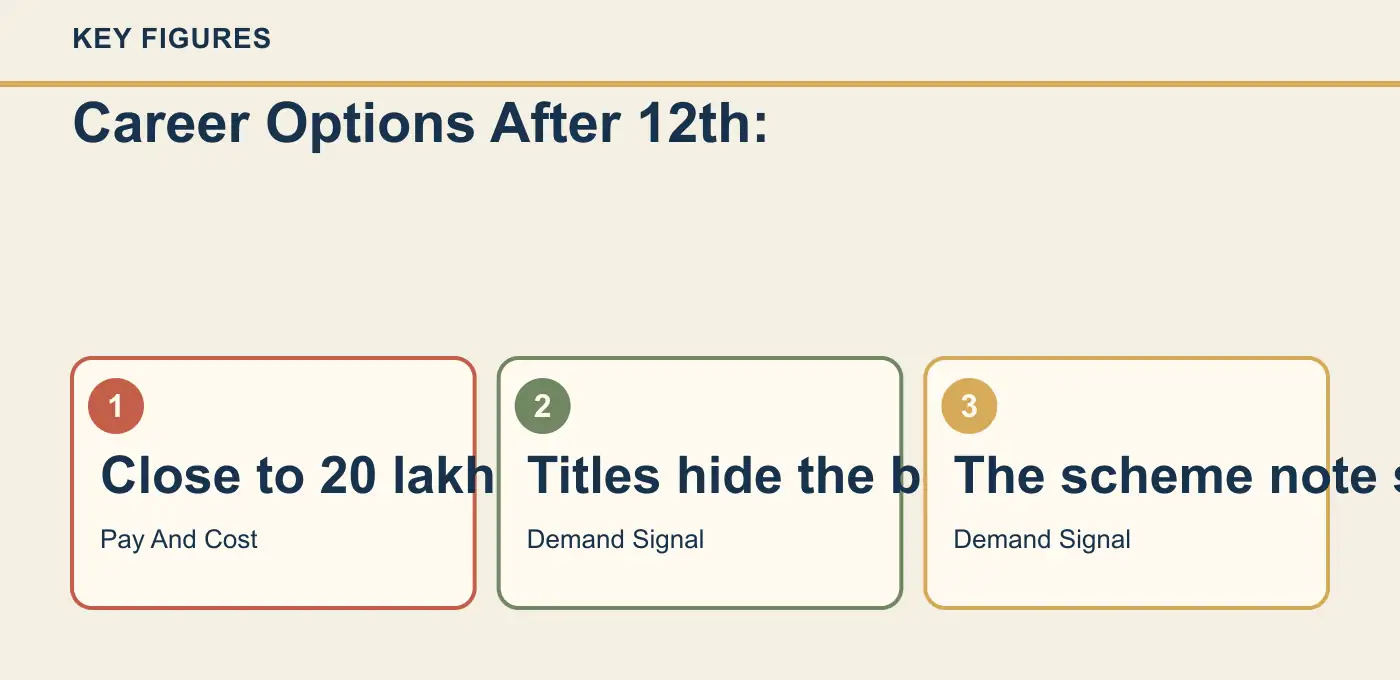 KEY FIGURES
Career Options After 12th:
1
Close to 20 lakh
Pay And Cost
2
Titles hide the b
Demand Signal
3
The scheme note s
Demand Signal